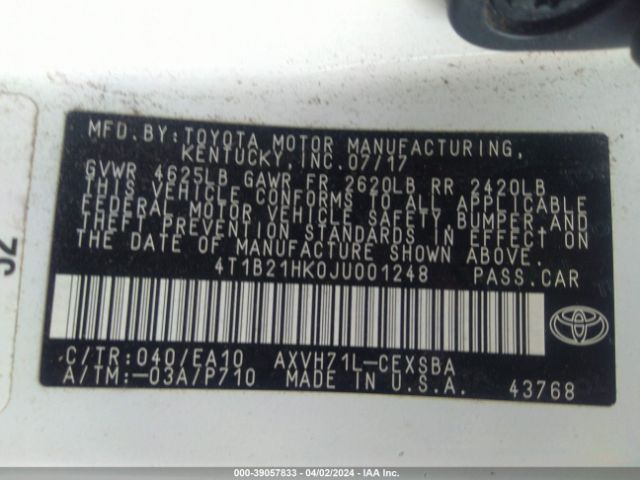 MFD. BY: TOYOTA MOTOR MANUFACTURING,
KENTUCKY, INC. 07/17
GVWR 4625LB GAWR FR 2620LB RR 2420LB
THIS VEHICLE CONFORMS TO ALL APPLICABLE
FEDERAL MOTOR VEHICLE SAFETY, BUMPER, AND
THEFT PREVENTION STANDARDS IN EFFECT ON
THE DATE OF MANUFACTURE SHOWN ABOVE.
4T1B21HK0JU001248 PASS.CAR
C/TR:040/EA10 AXVH71L-CEXSBA
A/TM:-03A/P710 MADE IN U.S.A. 43768
000-39057833 - 04/02/2024 - IAA Inc.